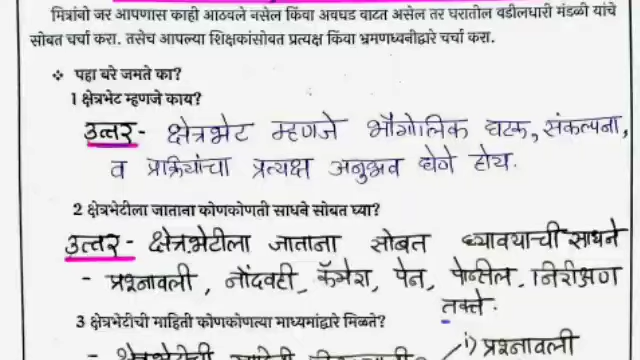 मित्रांनो जर आपणास काही आठवले नसेल किंवा अवघड वाटत असेल तर घरातील वडीलधारी मंडळी यांचे
सोबत चर्चा करा. तसेच आपल्या शिक्षकांसोबत प्रत्यक्ष किंवा भ्रमणध्वनीद्वारे चर्चा करा.
❖ पहा बरे जमते का?
1 क्षेत्रभेट म्हणजे काय?
उत्तर - क्षेत्रभेट म्हणजे भौगोलिक घटक, संकल्पना,
व प्रक्रियांचा प्रत्यक्ष अनुभव घेणे होय.
2 क्षेत्रभेटीला जाताना कोणकोणती साधने सोबत घ्या?
उत्तर - क्षेत्रभेटीला जाताना सोबत घ्यावयाची साधने
- प्रश्नावली, नोंदवही, कॅमेरा, पेन, पेन्सिल, निरीक्षण
तक्ते.
3 क्षेत्रभेटीची माहिती कोणकोणत्या माध्यमांद्वारे मिळते?
i) प्रश्नावली